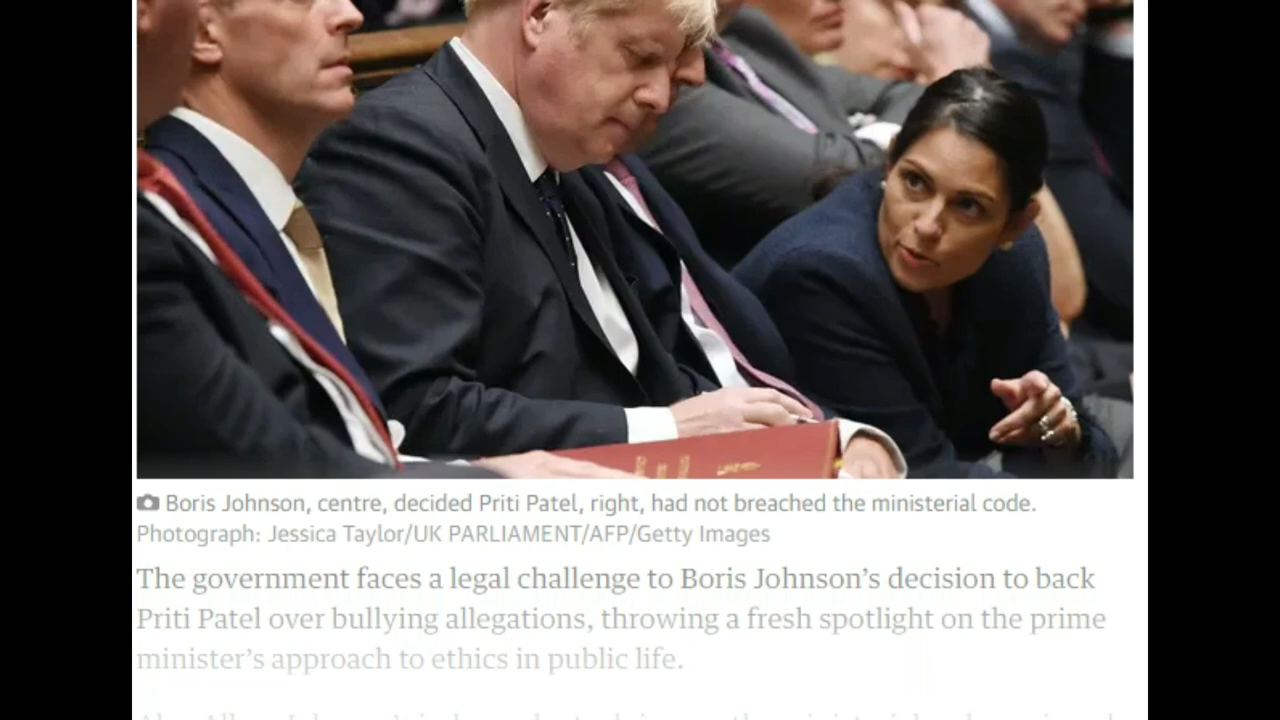 Boris Johnson, centre, decided Priti Patel, right, had not breached the ministerial code.
Photograph: Jessica Taylor/UK PARLIAMENT/AFP/Getty Images
The government faces a legal challenge to Boris Johnson’s decision to back
Priti Patel over bullying allegations, throwing a fresh spotlight on the prime
minister’s approach to ethics in public life.